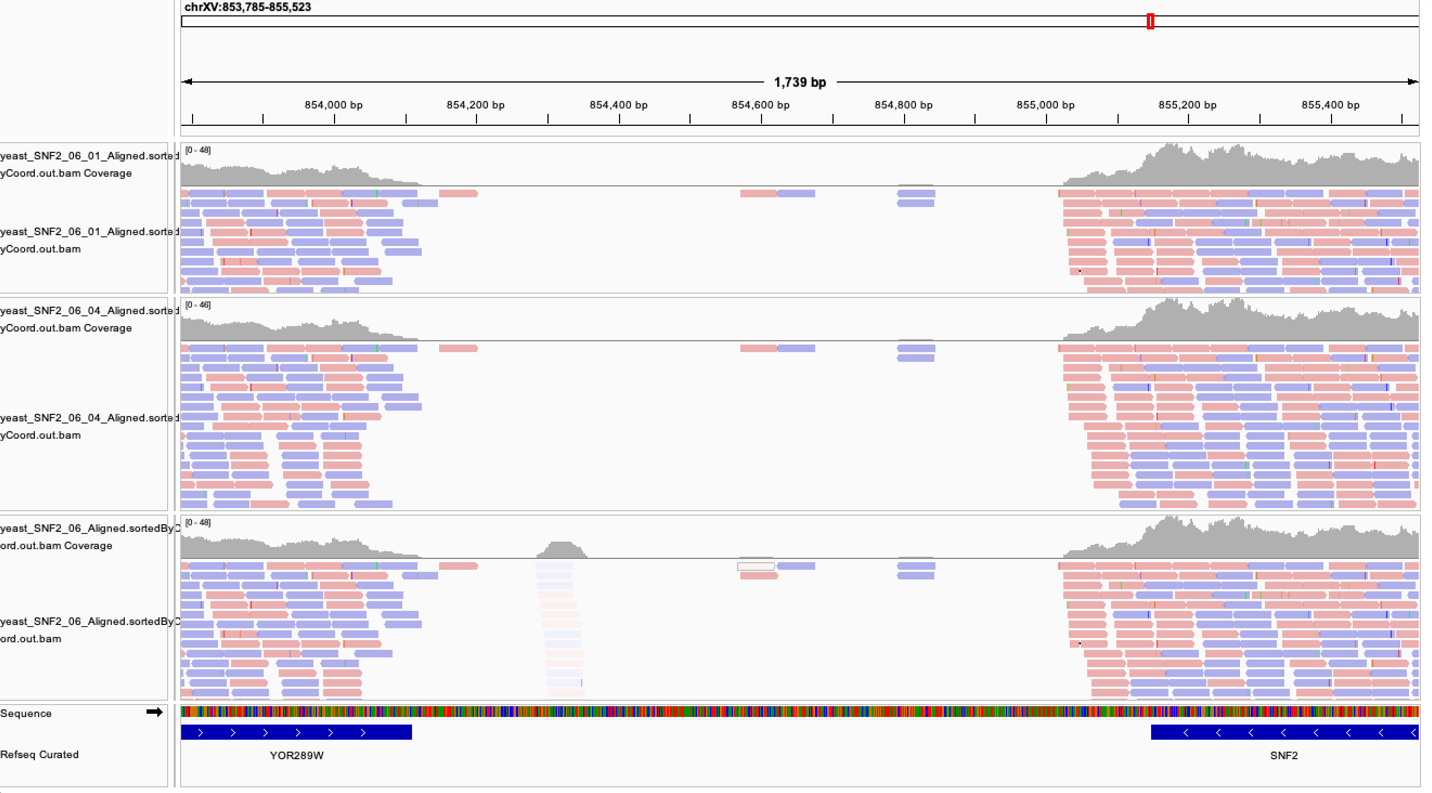 chrXV:853,785-855,523
1,739 bp
854,000 bp 854,200 bp 854,400 bp 854,600 bp 854,800 bp 855,000 bp 855,200 bp 855,400 bp
[0 - 48]
yeast_SNF2_06_01_Aligned.sorted
yCoord.out.bam Coverage
yeast_SNF2_06_01_Aligned.sorted
yCoord.out.bam
[0 - 46]
yeast_SNF2_06_04_Aligned.sorted
yCoord.out.bam Coverage
yeast_SNF2_06_04_Aligned.sorted
yCoord.out.bam
[0 - 48]
yeast_SNF2_06_Aligned.sortedByC
ord.out.bam Coverage
yeast_SNF2_06_Aligned.sortedByC
ord.out.bam
Sequence
Refseq Curated
YOR289W SNF2